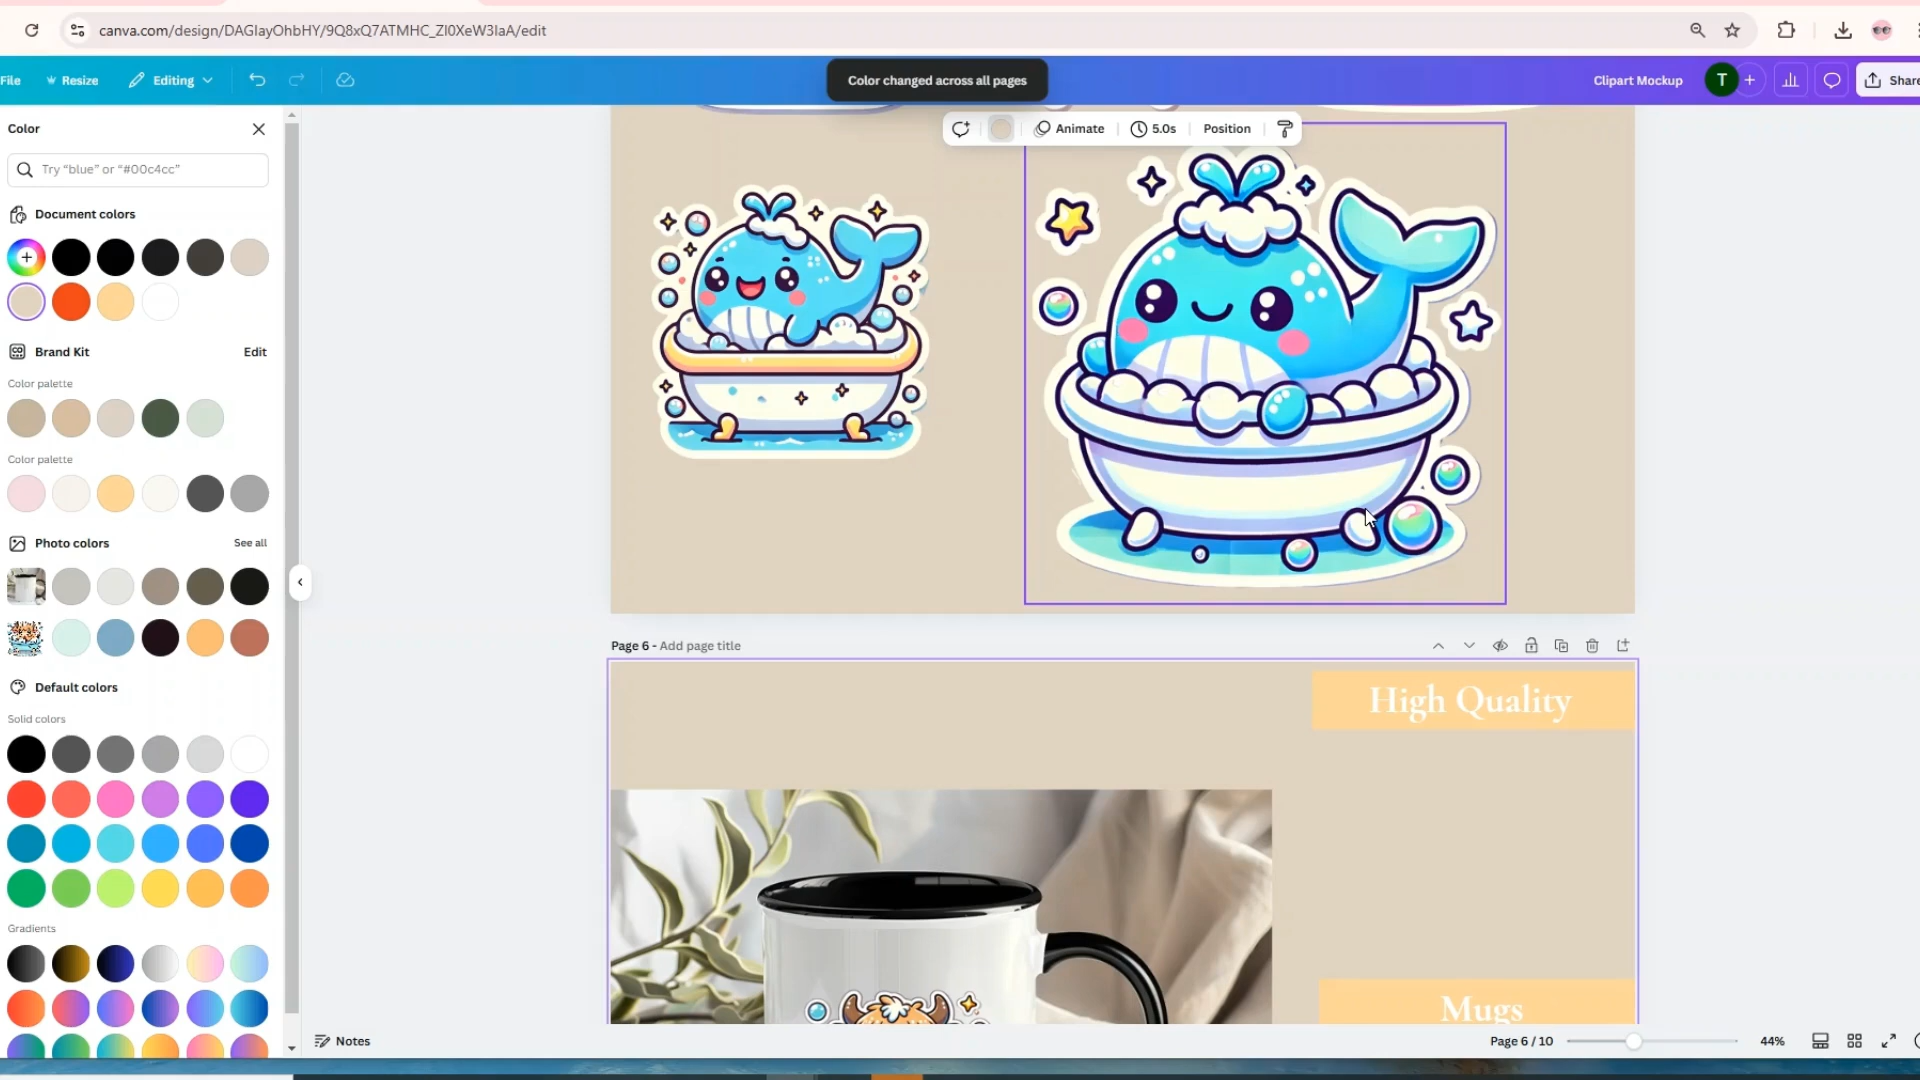 canva.com/design/DAGlayOhbHY/9Q8xQ7ATMHC_Zl0XeW3laA/edit
File
Resize
Editing
Color changed across all pages
Clipart Mockup
T
Share
Color
Animate
5.0s
Position
Try “blue” or “#00c4cc”
Document colors
Brand Kit
Edit
Color palette
Color palette
Photo colors
See all
Page 6 - Add page title
Default colors
High Quality
Solid colors
Gradients
Mugs
Notes
Page 6 / 10
44%